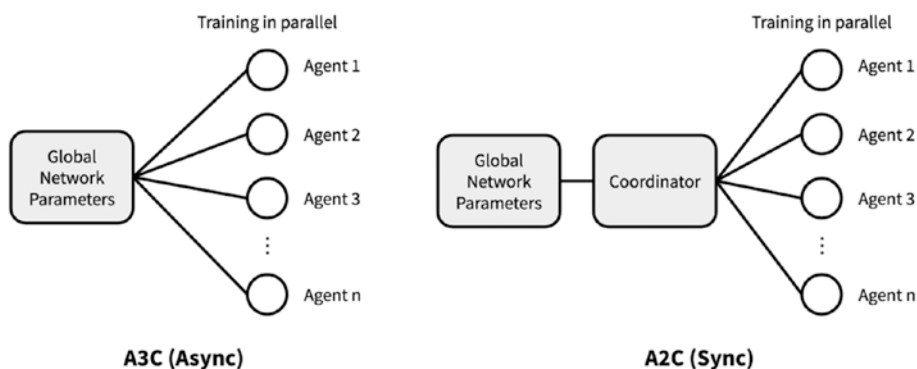 Training in parallel
Agent 1
Agent 2
Agent 3
Agent n
Global
Network
Parameters
A3C (Async)
Training in parallel
Agent 1
Agent 2
Agent 3
Agent n
Global
Network
Parameters
Coordinator
A2C (Sync)